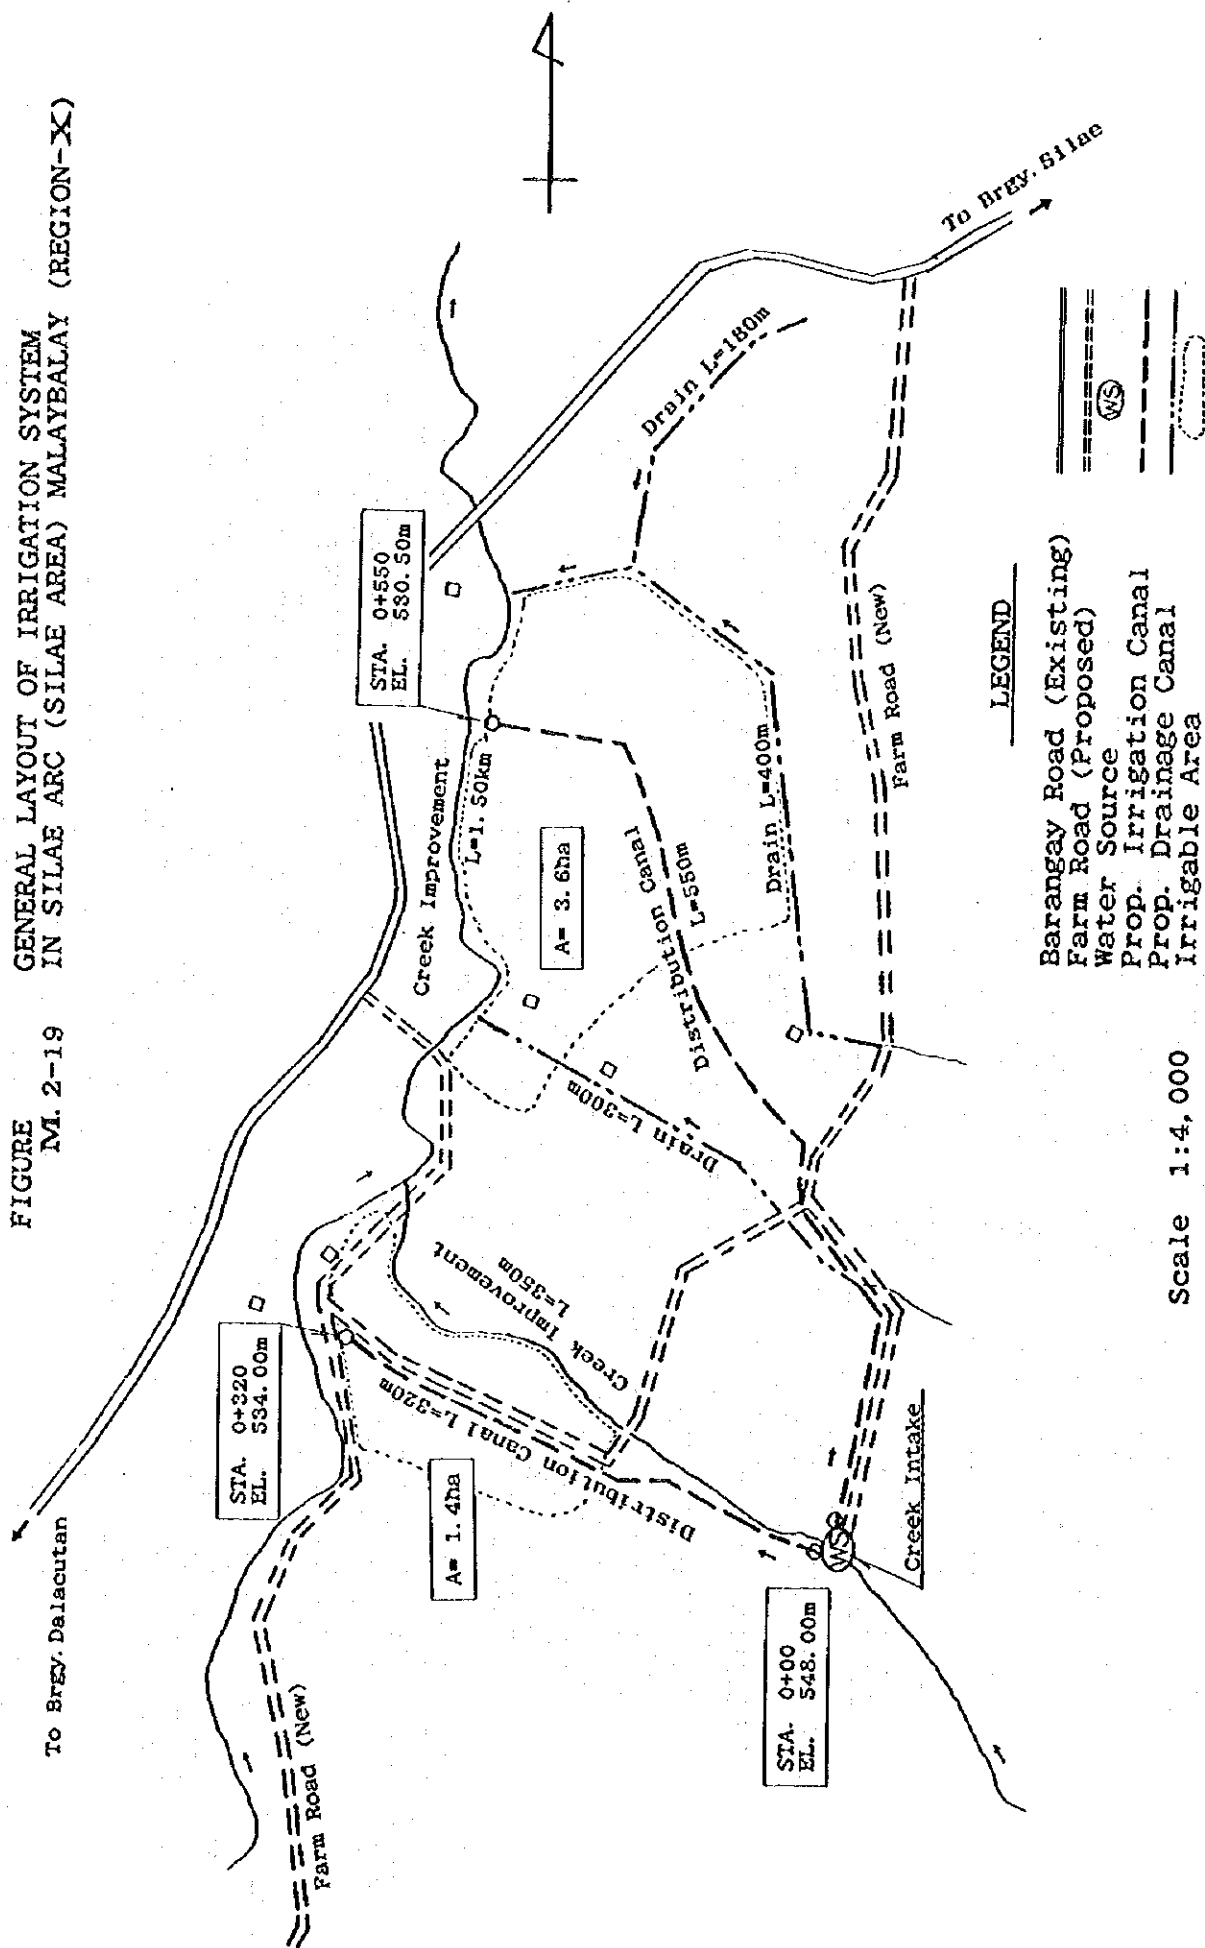 FIGURE
M. 2-19
GENERAL LAYOUT OF IRRIGATION SYSTEM
IN SILAE ARC (SILAE AREA) MALAYBALAY (REGION-X)
To Brgy. Dalacutan
To Brgy. Silae
Farm Road (New)
STA. 0+320
EL. 534.00m
A= 1.4ha
Distribution Canal L=320m
Creek Improvement
L=350m
STA. 0+00
EL. 548.00m
WS
Creek Intake
Creek Improvement
L=1.50km
STA. 0+550
EL. 530.50m
A= 3.6ha
Drain L=300m
Distribution Canal
L=550m
Drain L=400m
Drain L=180m
Farm Road (New)
LEGEND
Barangay Road (Existing)
Farm Road (Proposed)
Water Source
WS
Prop. Irrigation Canal
Prop. Drainage Canal
Irrigable Area
Scale 1:4,000